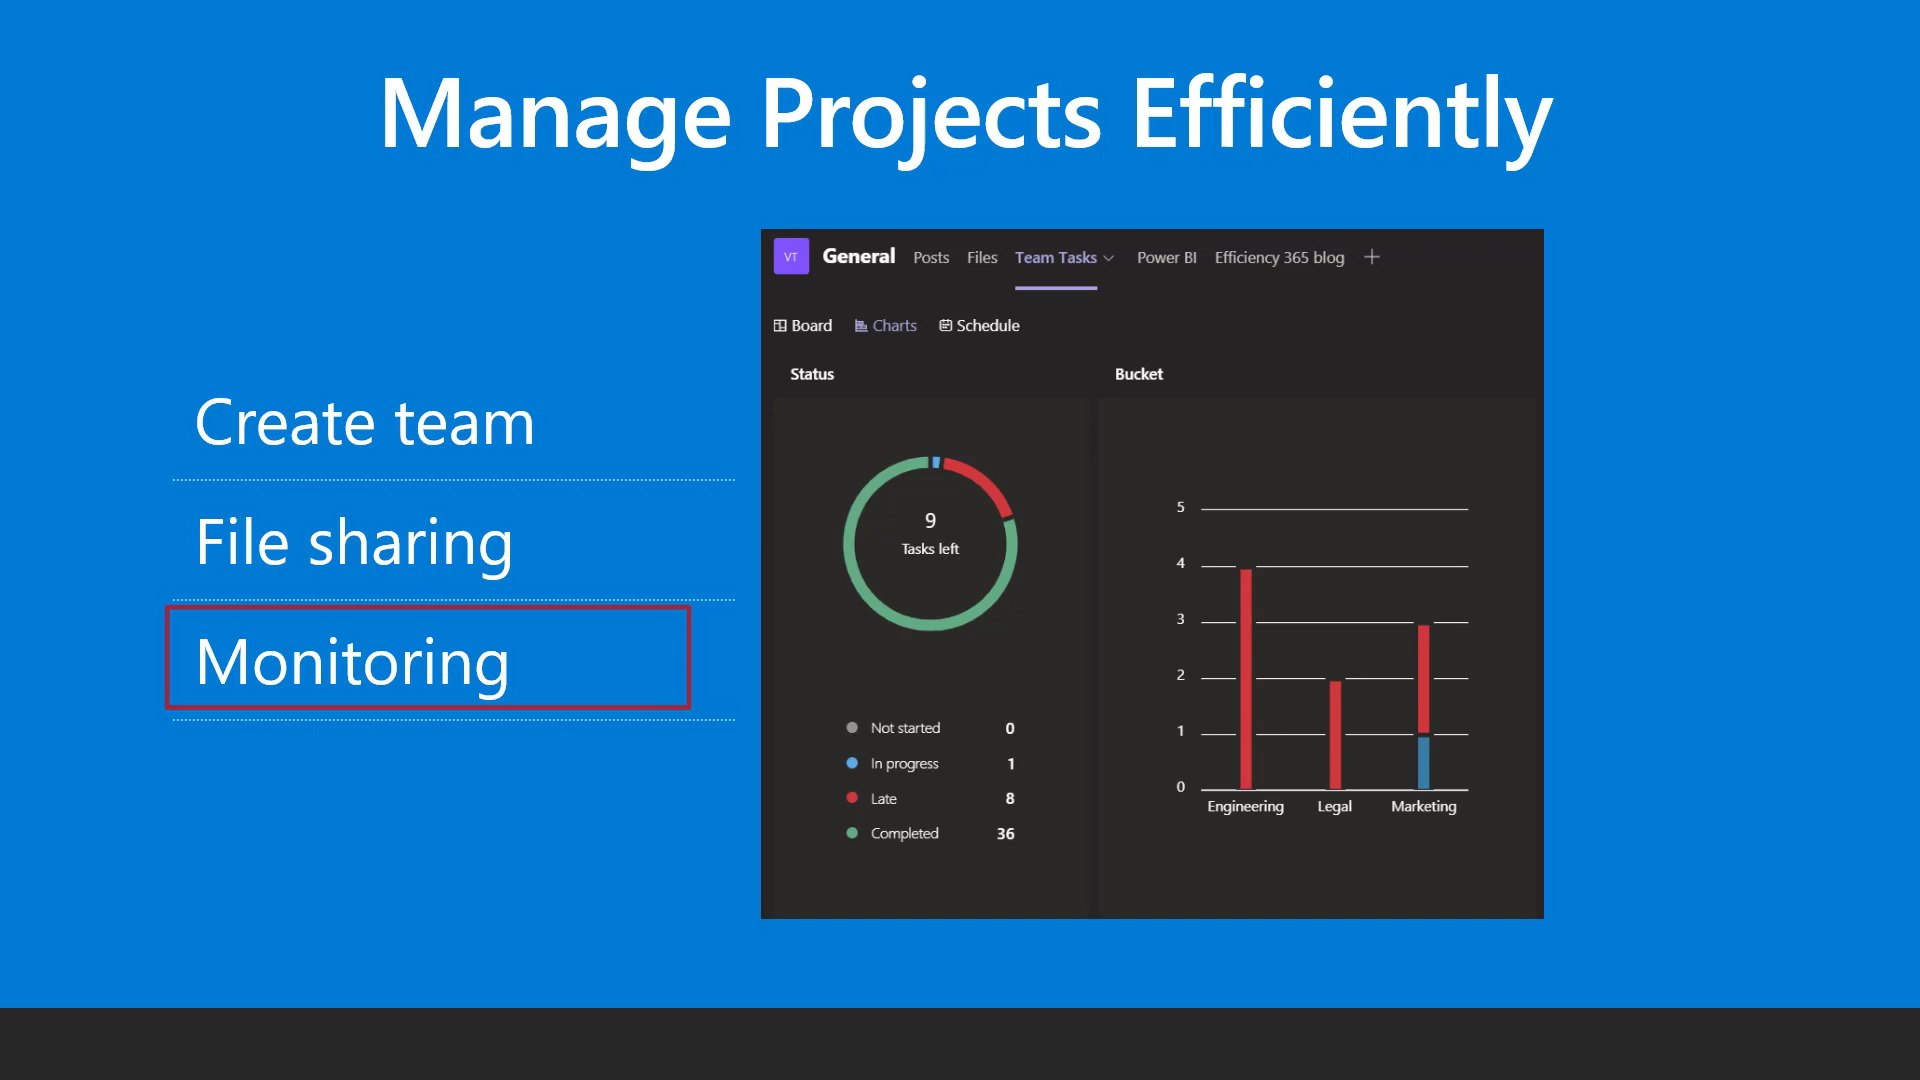 Manage Projects Efficiently
Create team
File sharing
Monitoring
VT General Posts Files Team Tasks Power BI Efficiency 365 blog
Board Charts Schedule
Status
9
Tasks left
Not started 0
In progress 1
Late 8
Completed 36
Bucket
5
4
3
2
1
0
Engineering Legal Marketing